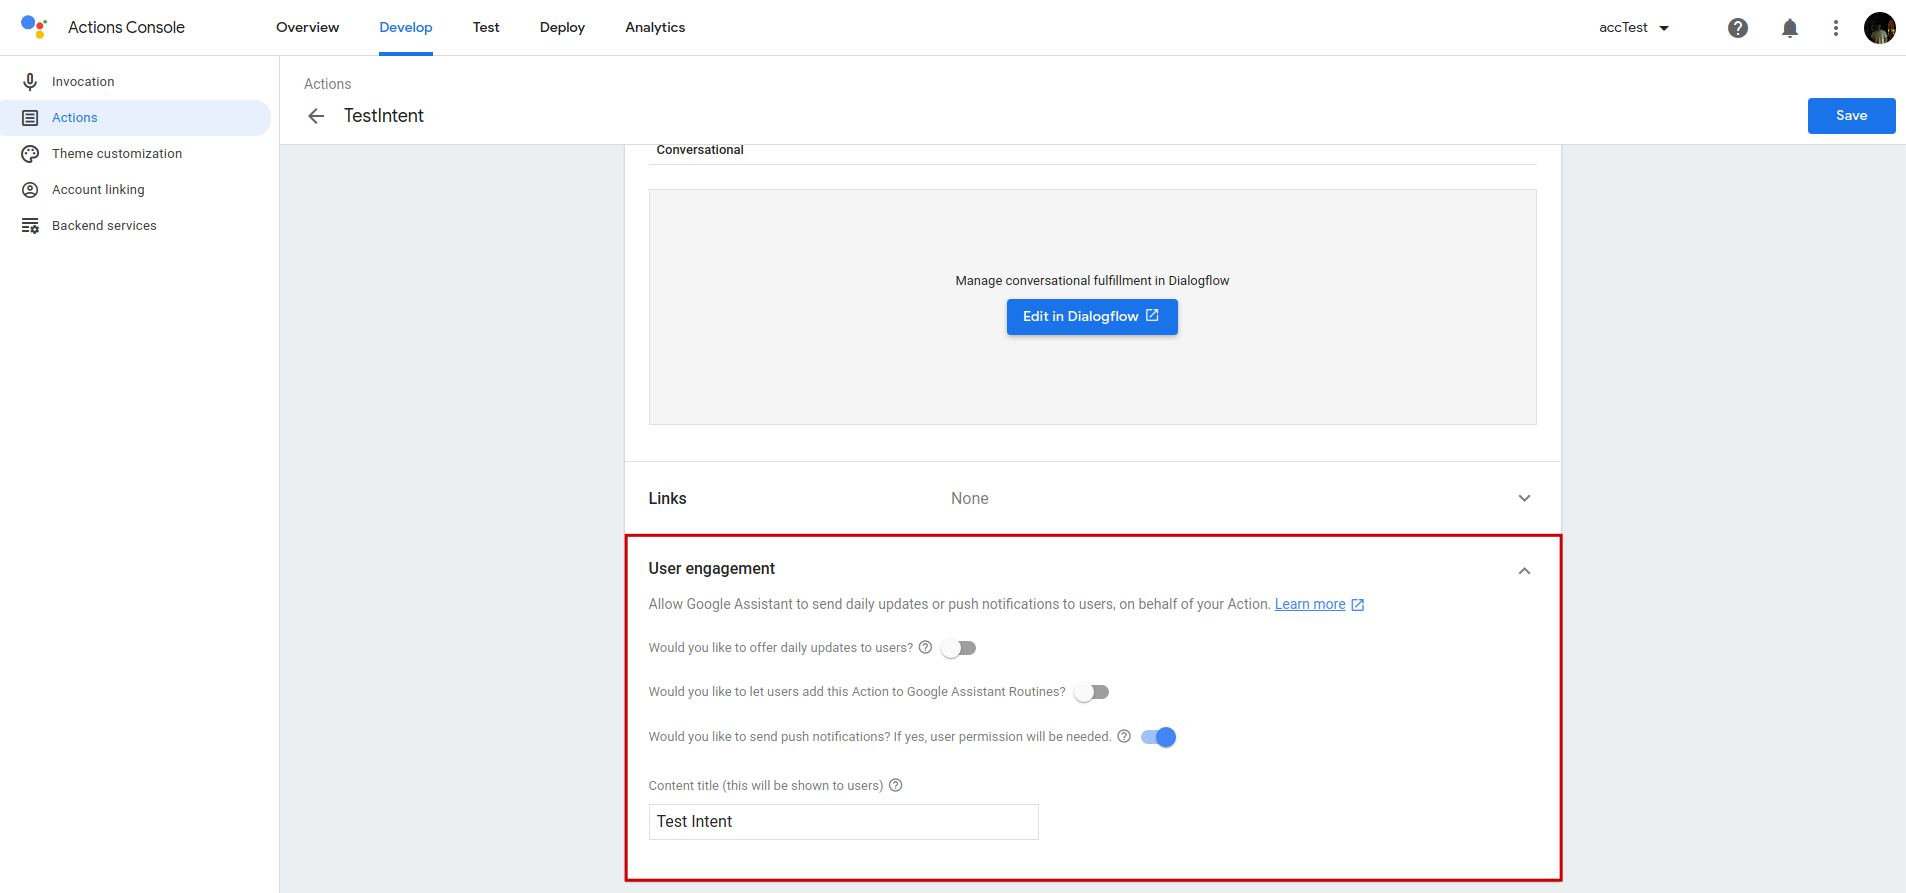 Actions Console
Overview
Develop
Test
Deploy
Analytics
accTest
Invocation
Actions
Theme customization
Account linking
Backend services
Actions
TestIntent
Save
Conversational
Manage conversational fulfillment in Dialogflow
Edit in Dialogflow
Links
None
User engagement
Allow Google Assistant to send daily updates or push notifications to users, on behalf of your Action. Learn more
Would you like to offer daily updates to users?
Would you like to let users add this Action to Google Assistant Routines?
Would you like to send push notifications? If yes, user permission will be needed.
Content title (this will be shown to users)
Test Intent